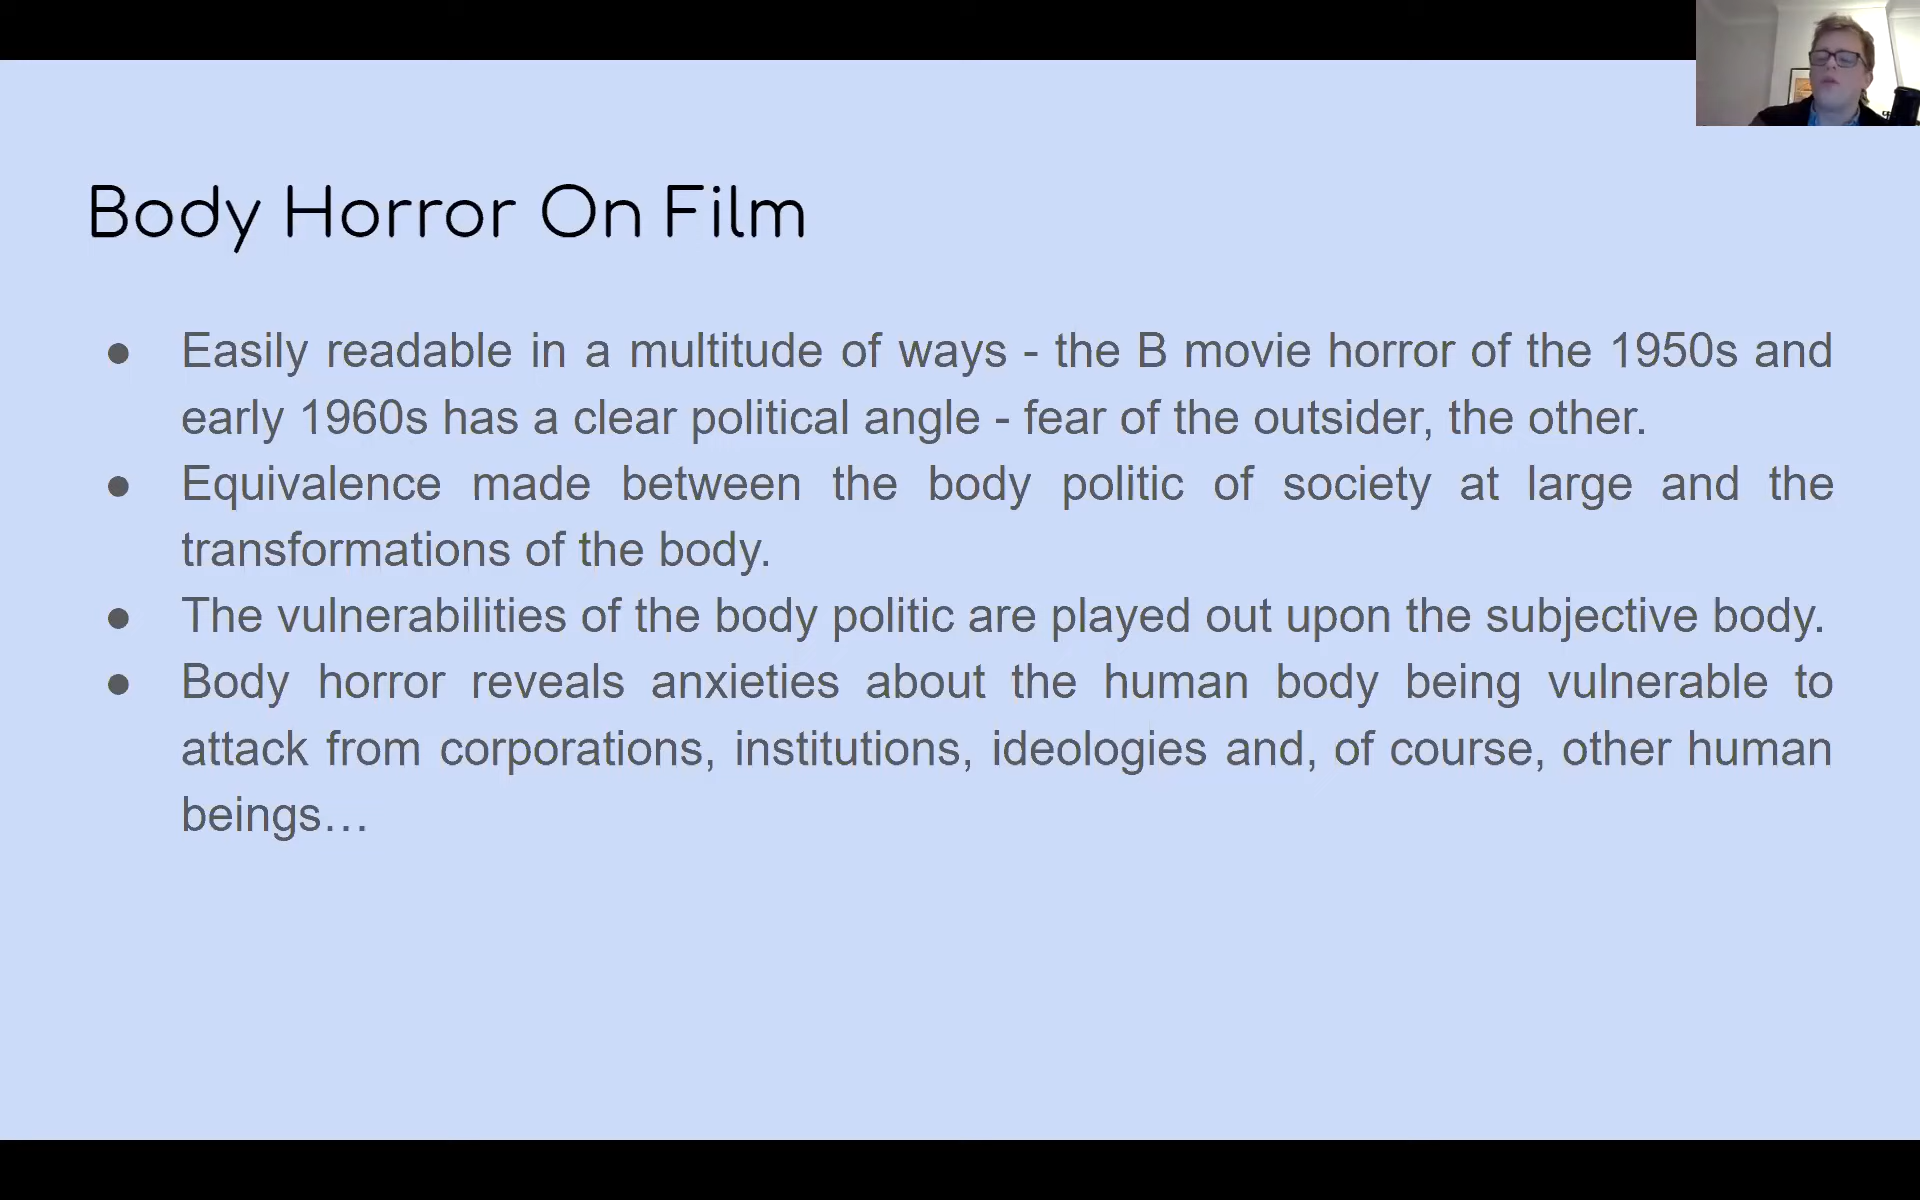 Body Horror On Film
● Easily readable in a multitude of ways - the B movie horror of the 1950s and
early 1960s has a clear political angle - fear of the outsider, the other.
● Equivalence made between the body politic of society at large and the
transformations of the body.
● The vulnerabilities of the body politic are played out upon the subjective body.
● Body horror reveals anxieties about the human body being vulnerable to
attack from corporations, institutions, ideologies and, of course, other human
beings…